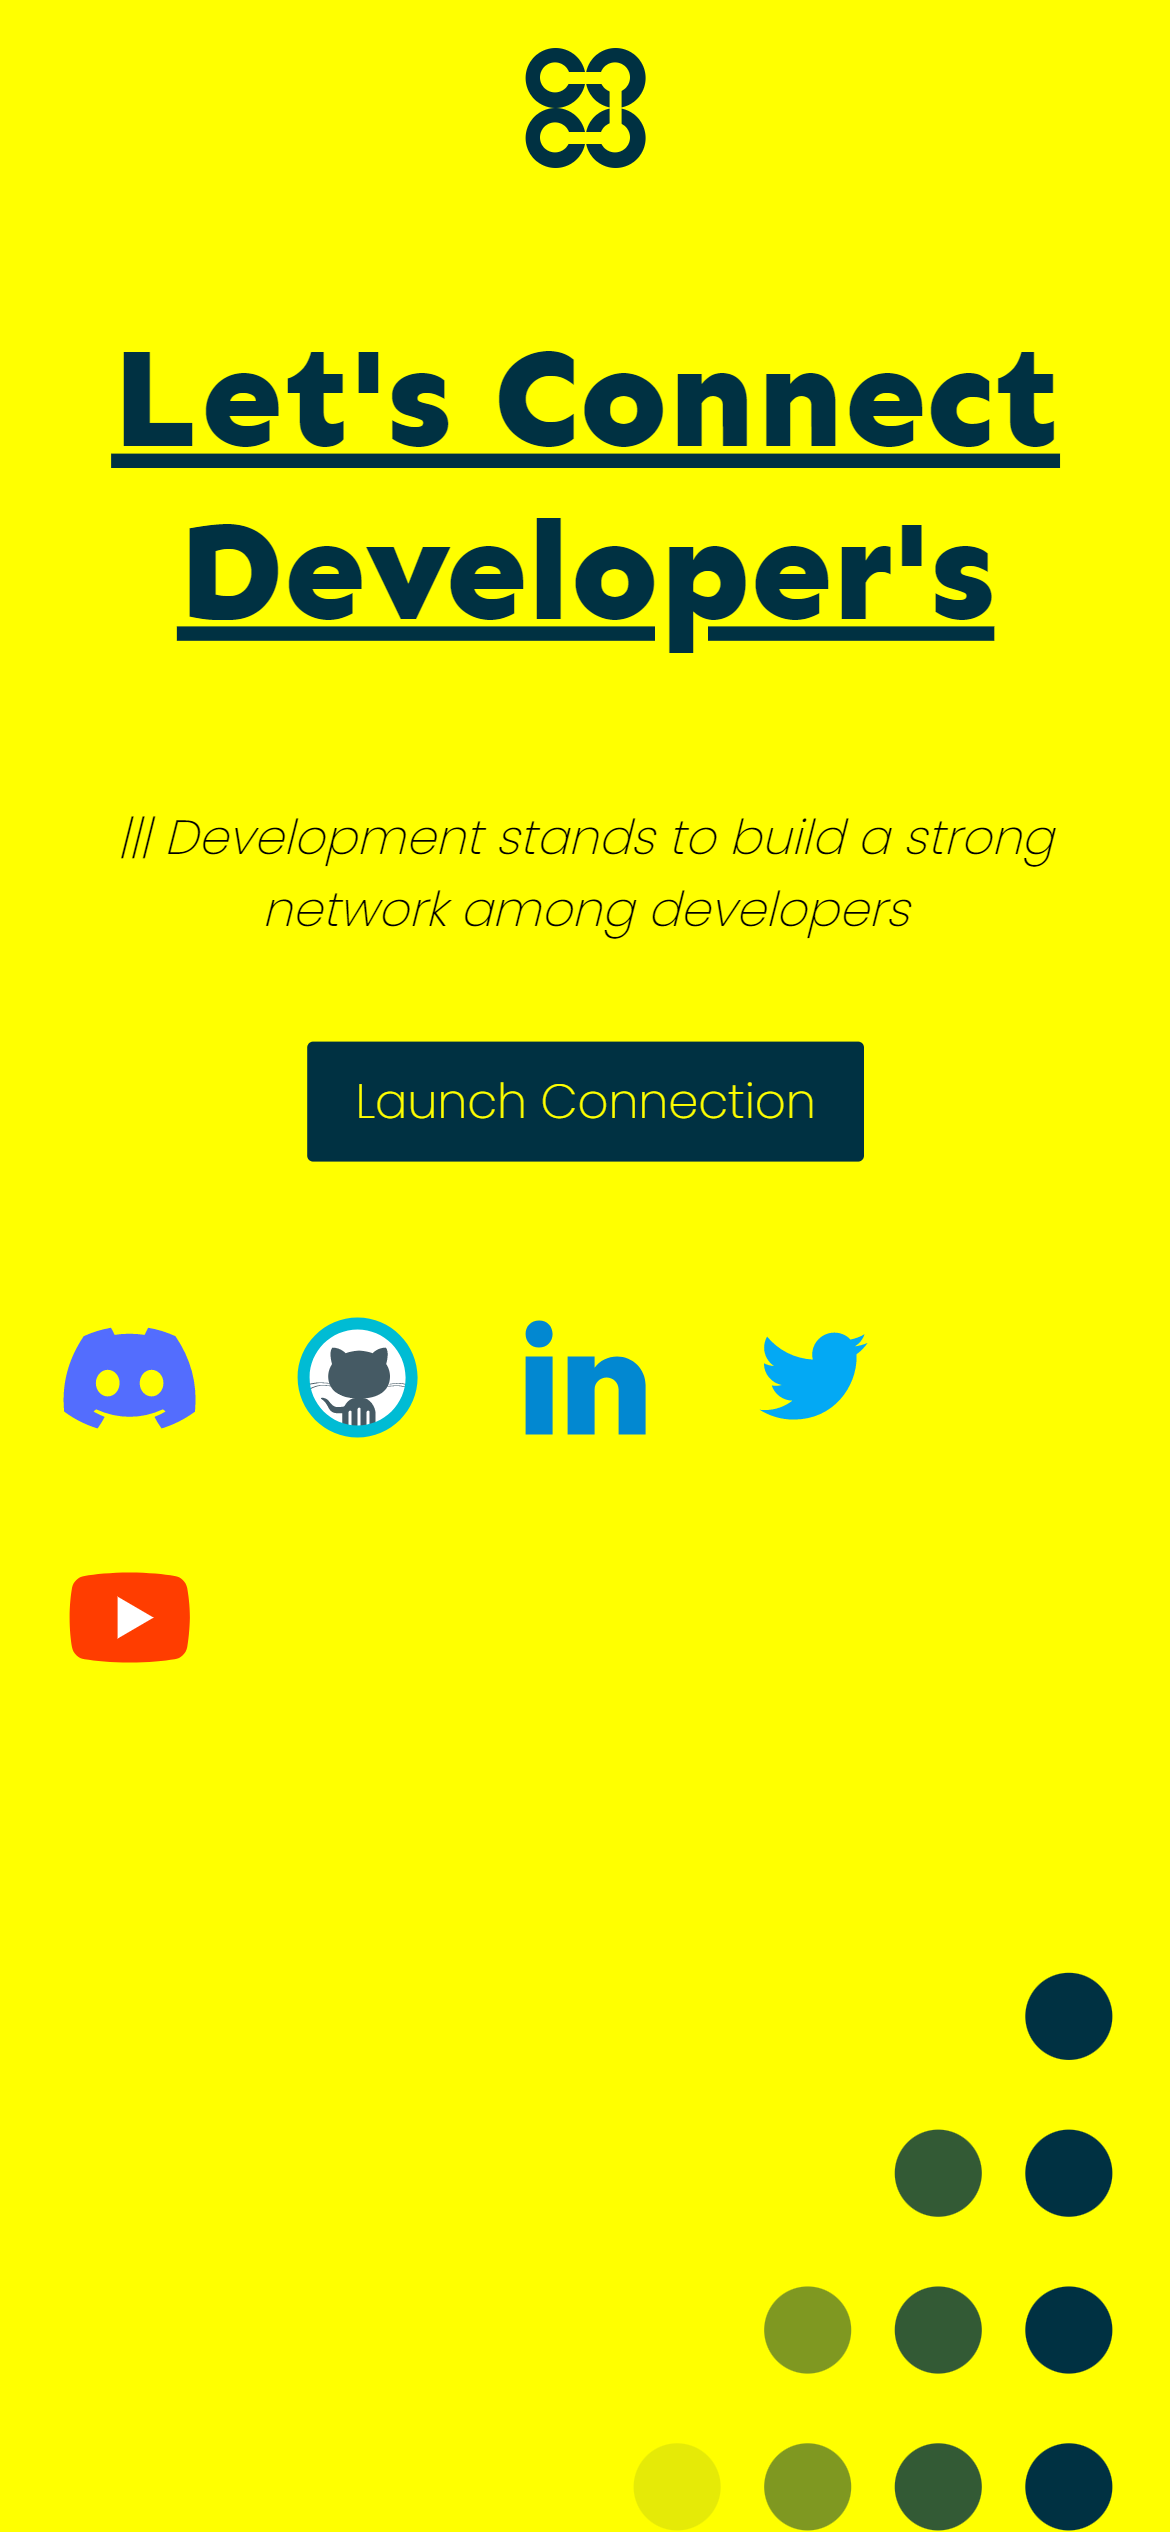 Let's Connect
Developer's
||| Development stands to build a strong
network among developers
Launch Connection
in